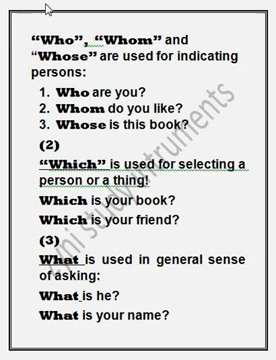 “Who”, “Whom” and
“Whose” are used for indicating
persons:
1. Who are you?
2. Whom do you like?
3. Whose is this book?
(2)
“Which” is used for selecting a
person or a thing!
Which is your book?
Which is your friend?
(3)
What is used in general sense
of asking:
What is he?
What is your name?
study instruments